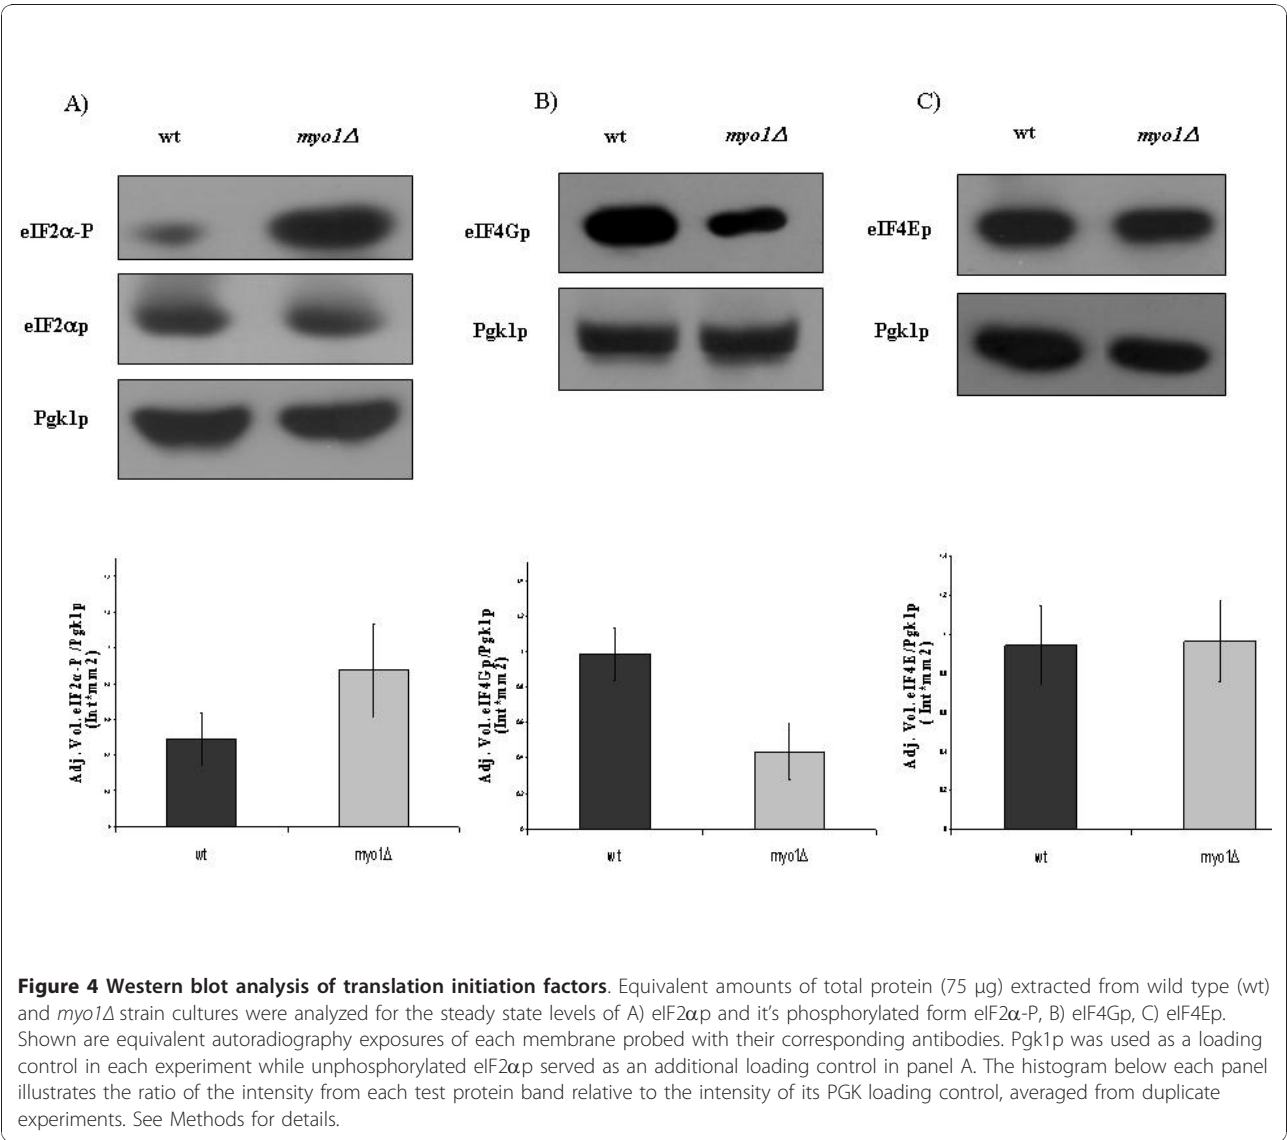 A)
B)
C)
wt
myo1Δ
wt
myo1Δ
wt
myo1Δ
eIF2α-P
eIF2αp
Pgk1p
eIF4Gp
Pgk1p
eIF4Ep
Pgk1p
Adj. Vol. eIF2α-P /Pgk1p
(Int*mm2)
wt
myo1Δ
Adj. Vol. eIF4Gp/Pgk1p
(Int*mm2)
wt
myo1Δ
Adj. Vol. eIF4E/Pgk1p
( Int*mm2)
wt
myo1Δ
Figure 4 Western blot analysis of translation initiation factors. Equivalent amounts of total protein (75 μg) extracted from wild type (wt)
and myo1Δ strain cultures were analyzed for the steady state levels of A) eIF2αp and it's phosphorylated form eIF2α-P, B) eIF4Gp, C) eIF4Ep.
Shown are equivalent autoradiography exposures of each membrane probed with their corresponding antibodies. Pgk1p was used as a loading
control in each experiment while unphosphorylated eIF2αp served as an additional loading control in panel A. The histogram below each panel
illustrates the ratio of the intensity from each test protein band relative to the intensity of its PGK loading control, averaged from duplicate
experiments. See Methods for details.